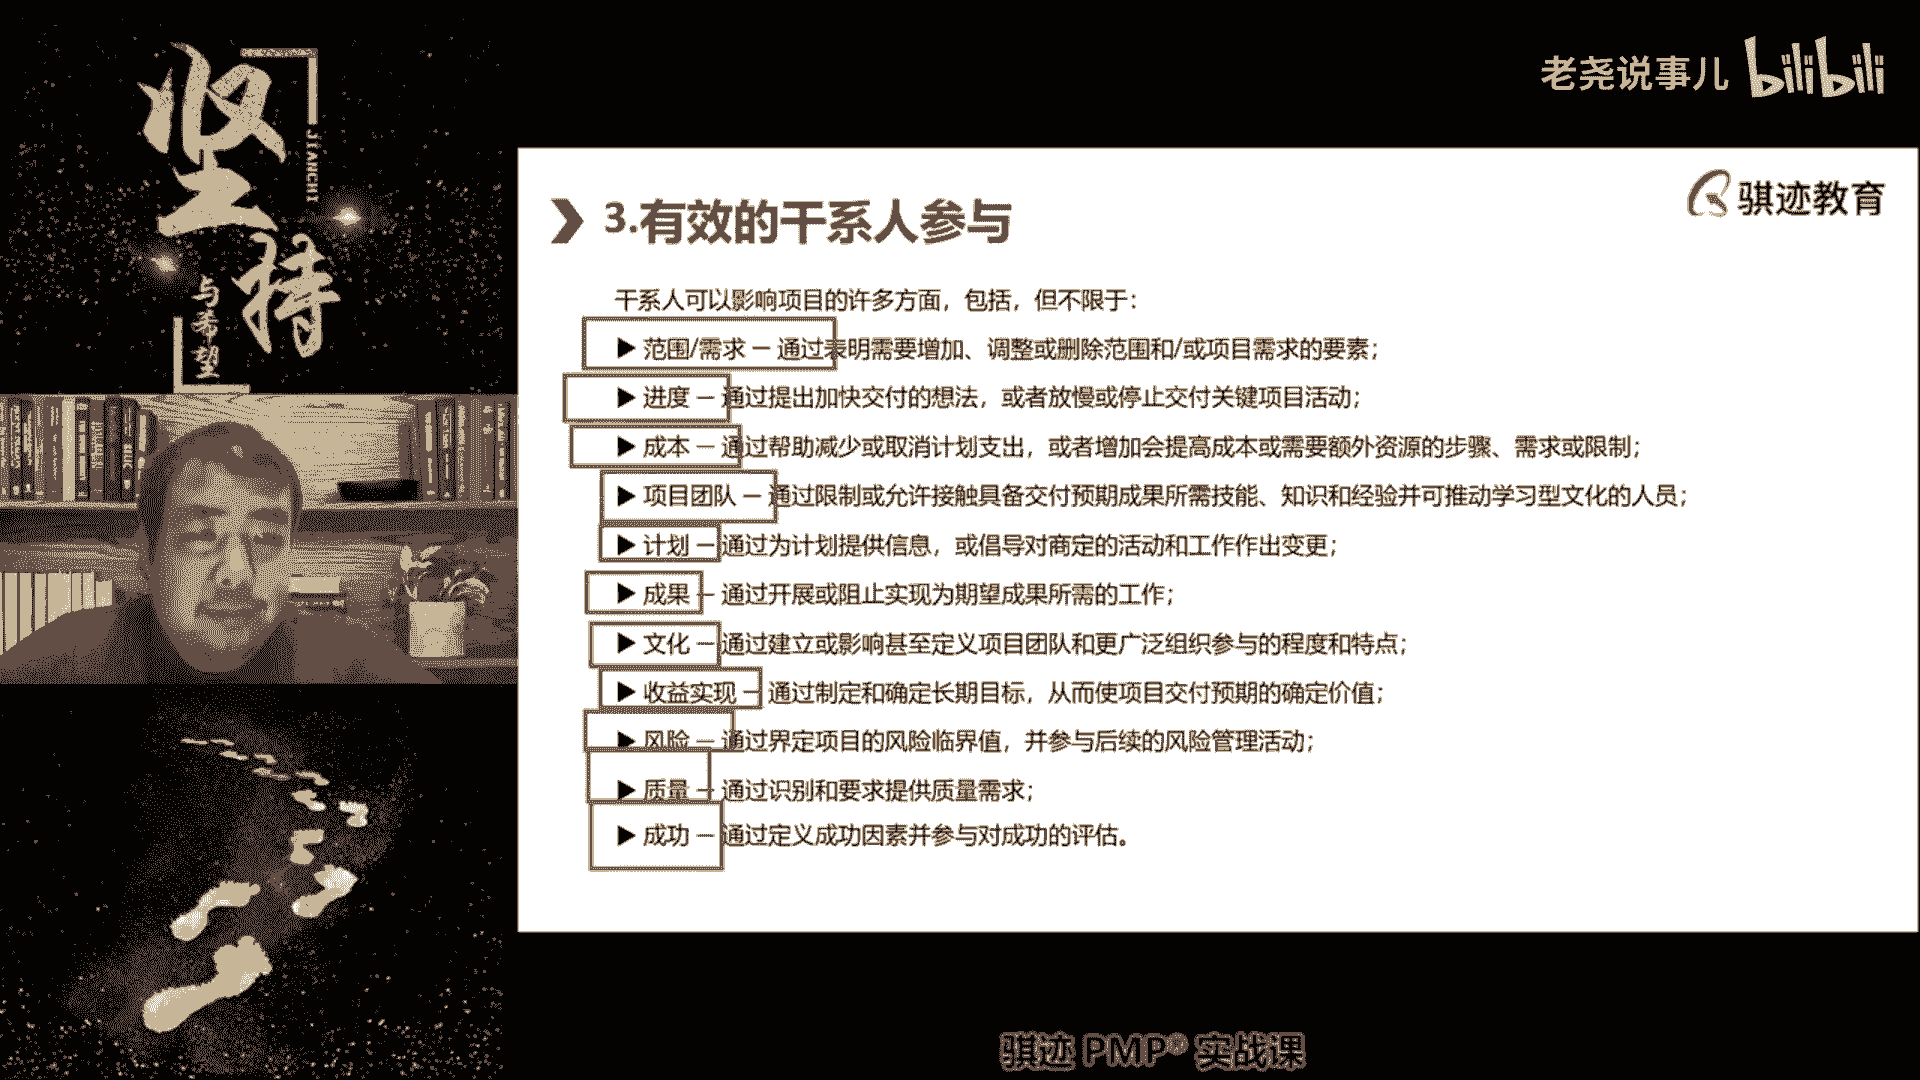 坚持
JIANCHI
与希望
老尧说事儿 bilibili
骐迹教育
3.有效的干系人参与
干系人可以影响项目的许多方面，包括，但不限于：
▶ 范围/需求 — 通过表明需要增加、调整或删除范围和/或项目需求的要素；
▶ 进度 — 通过提出加快交付的想法，或者放慢或停止交付关键项目活动；
▶ 成本 — 通过帮助减少或取消计划支出，或者增加会提高成本或需要额外资源的步骤、需求或限制；
▶ 项目团队 — 通过限制或允许接触具备交付预期成果所需技能、知识和经验并可推动学习型文化的人员；
▶ 计划 — 通过为计划提供信息，或倡导对商定的活动和工作作出变更；
▶ 成果 — 通过开展或阻止实现为期望成果所需的工作；
▶ 文化 — 通过建立或影响甚至定义项目团队和更广泛组织参与的程度和特点；
▶ 收益实现 — 通过制定和确定长期目标，从而使项目交付预期的确定价值；
▶ 风险 — 通过界定项目的风险临界值，并参与后续的风险管理活动；
▶ 质量 — 通过识别和要求提供质量需求；
▶ 成功 — 通过定义成功因素并参与对成功的评估。
骐迹 PMP® 实战课